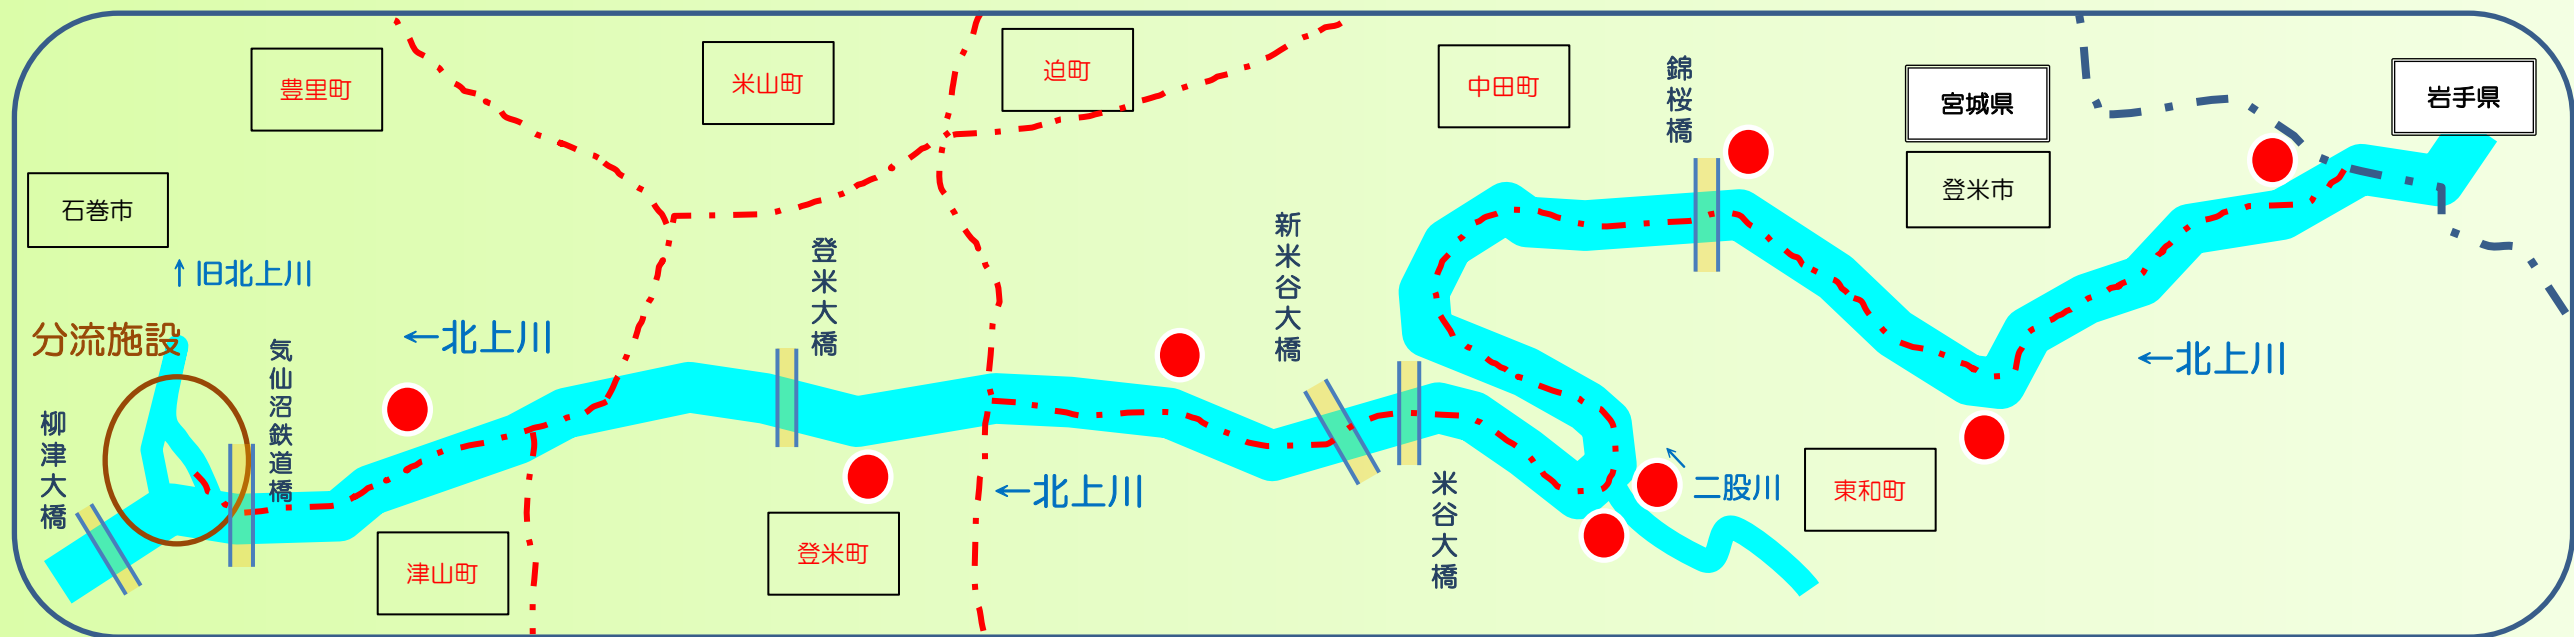 豊里町
米山町
迫町
中田町
錦桜橋
宮城県
岩手県
石巻市
登米市
↑旧北上川
登米大橋
新米谷大橋
分流施設
気仙沼鉄道橋
←北上川
←北上川
柳津大橋
←北上川
米谷大橋
二股川
東和町
津山町
登米町